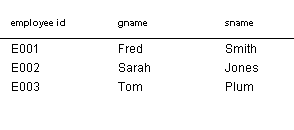 employee id gname sname
E001 Fred Smith
E002 Sarah Jones
E003 Tom Plum